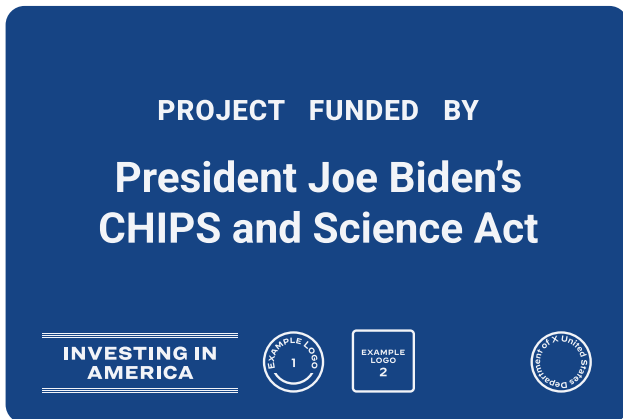 PROJECT FUNDED BY
President Joe Biden’s
CHIPS and Science Act
INVESTING IN
AMERICA
EXAMPLE LOGO
1
EXAMPLE
LOGO
2
Department of X United States